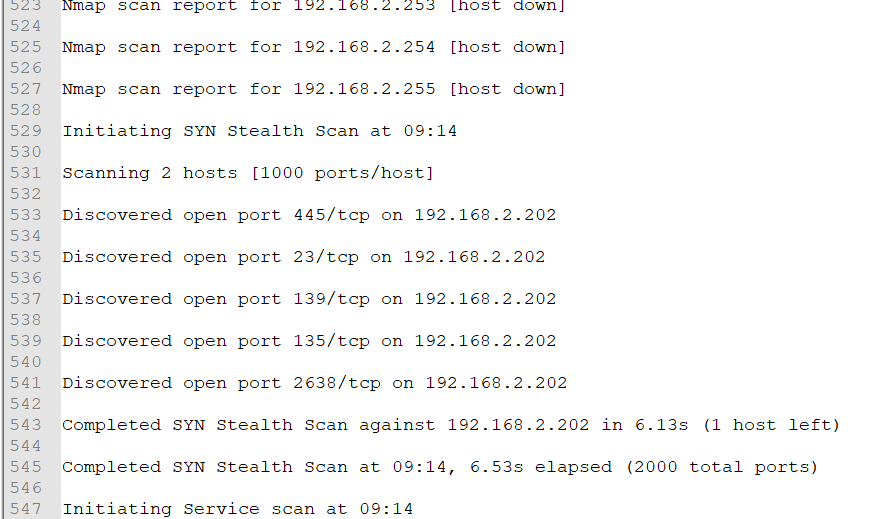 523 Nmap scan report for 192.168.2.253 [host down]
524
525 Nmap scan report for 192.168.2.254 [host down]
526
527 Nmap scan report for 192.168.2.255 [host down]
528
529 Initiating SYN Stealth Scan at 09:14
530
531 Scanning 2 hosts [1000 ports/host]
532
533 Discovered open port 445/tcp on 192.168.2.202
534
535 Discovered open port 23/tcp on 192.168.2.202
536
537 Discovered open port 139/tcp on 192.168.2.202
538
539 Discovered open port 135/tcp on 192.168.2.202
540
541 Discovered open port 2638/tcp on 192.168.2.202
542
543 Completed SYN Stealth Scan against 192.168.2.202 in 6.13s (1 host left)
544
545 Completed SYN Stealth Scan at 09:14, 6.53s elapsed (2000 total ports)
546
547 Initiating Service scan at 09:14